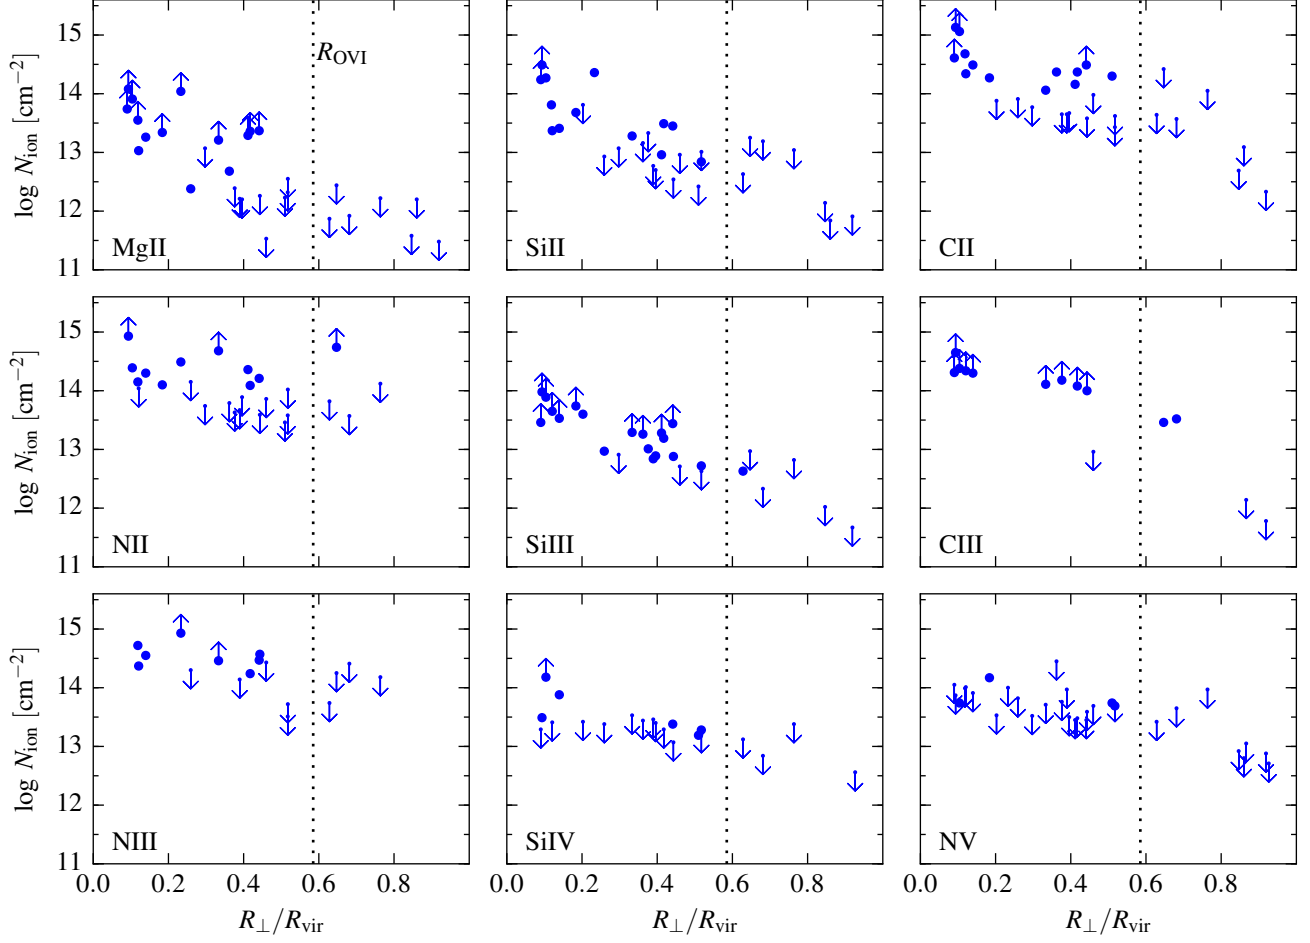 15
14
13
12
11
log N_ion [cm⁻²]
R_OVI
MgII
SiII
CII
15
14
13
12
11
log N_ion [cm⁻²]
NII
SiIII
CIII
15
14
13
12
11
log N_ion [cm⁻²]
NIII
SiIV
NV
0.0 0.2 0.4 0.6 0.8 0.0 0.2 0.4 0.6 0.8 0.0 0.2 0.4 0.6 0.8
R_⊥/R_vir R_⊥/R_vir R_⊥/R_vir